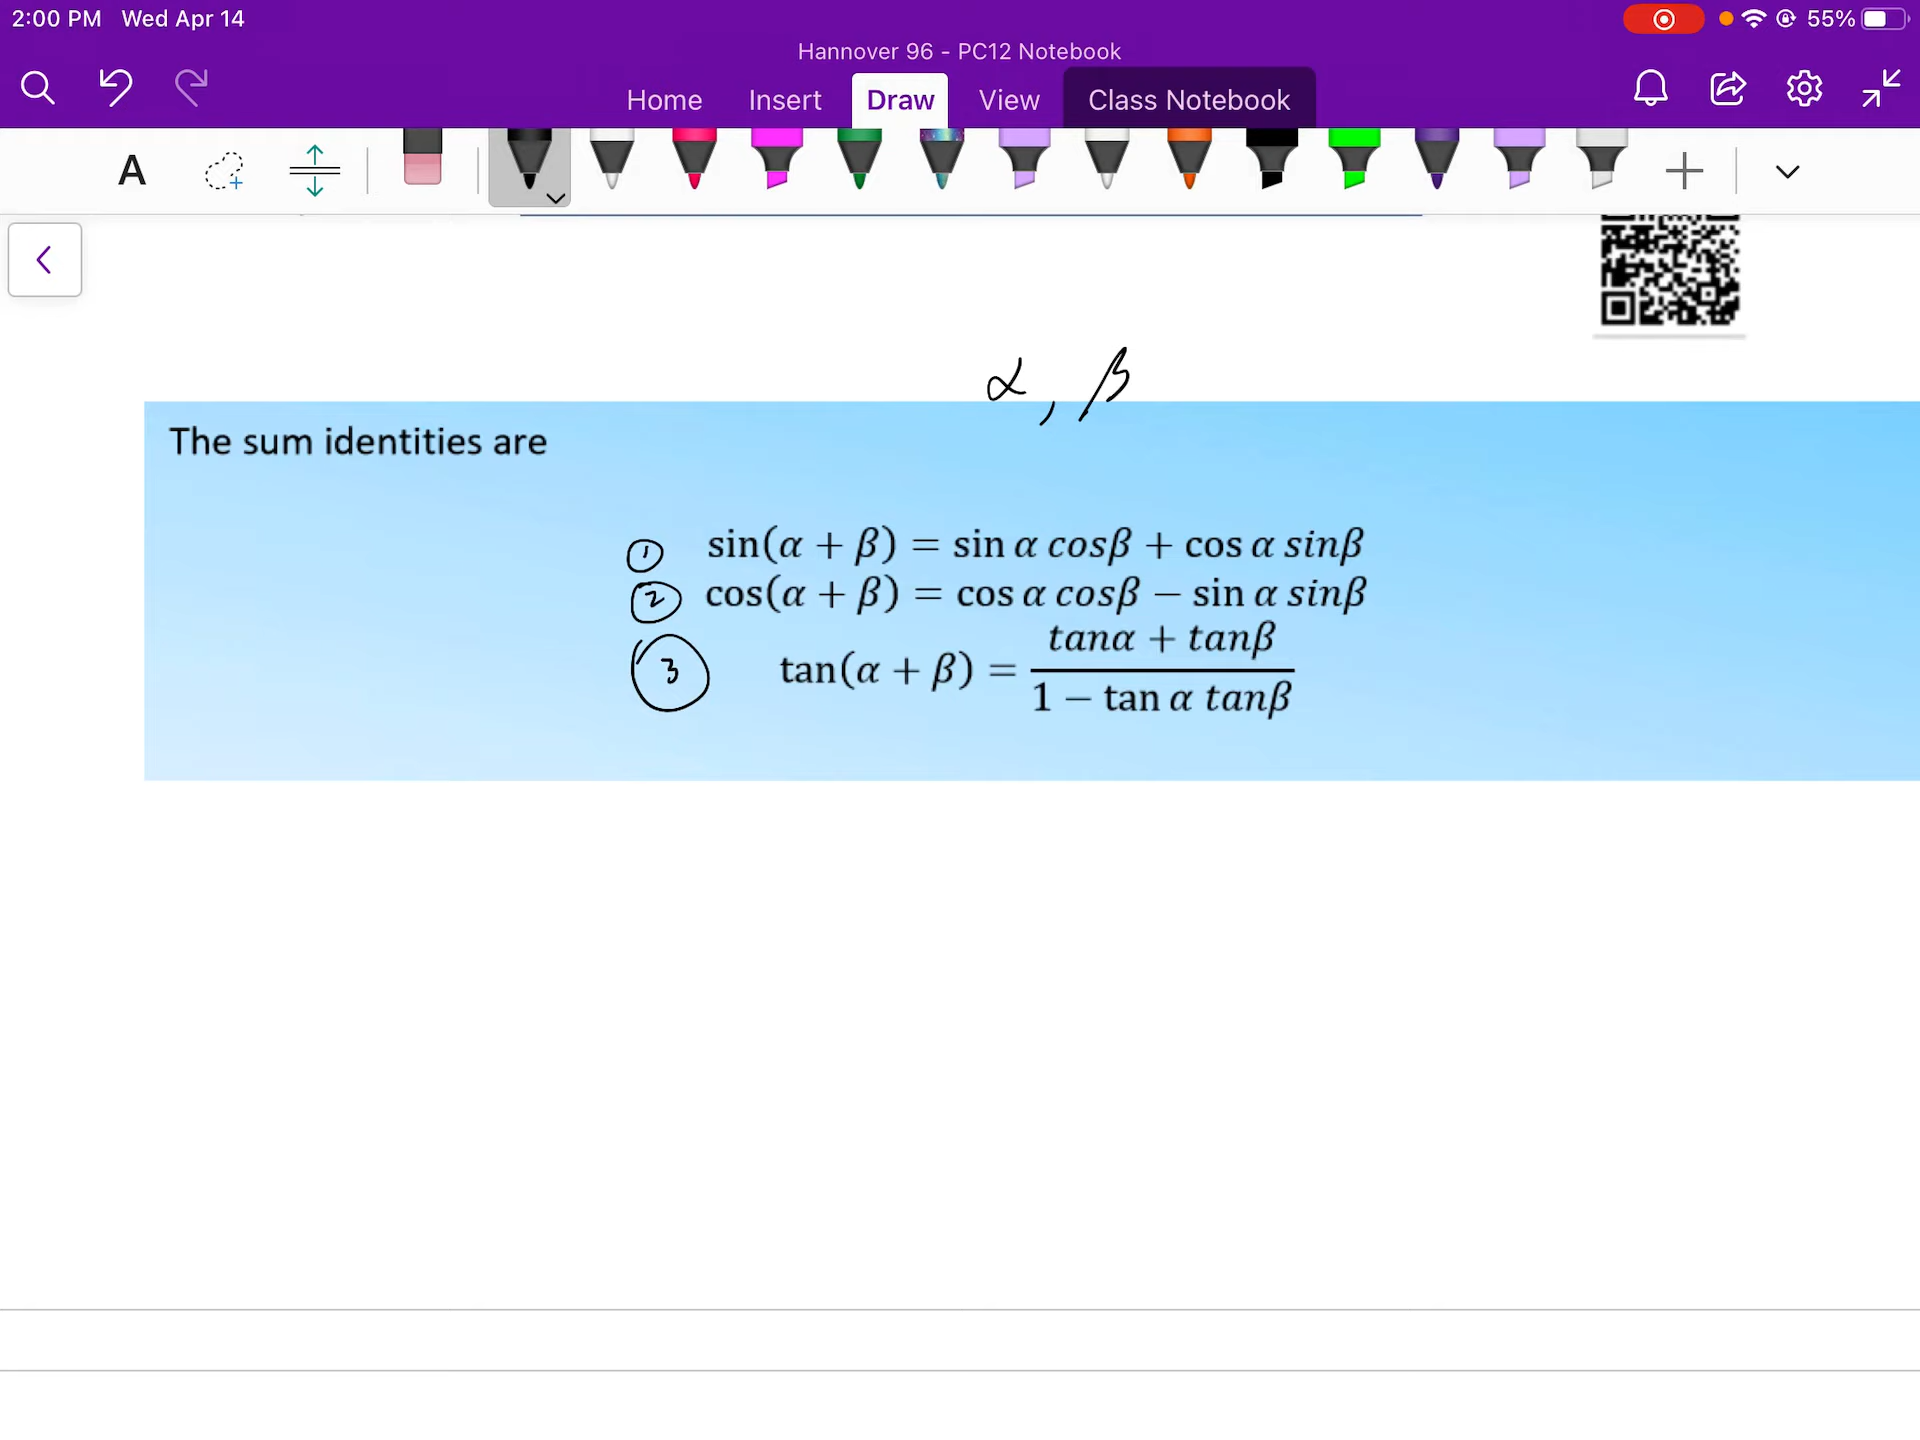 2:00 PM Wed Apr 14
55%
Hannover 96 - PC12 Notebook
Home Insert Draw View Class Notebook
A
α, β
The sum identities are
① sin(α + β) = sin α cosβ + cos α sinβ
② cos(α + β) = cos α cosβ − sin α sinβ
③ tan(α + β) = \frac{tanα + tanβ}{1 − tan α tanβ}